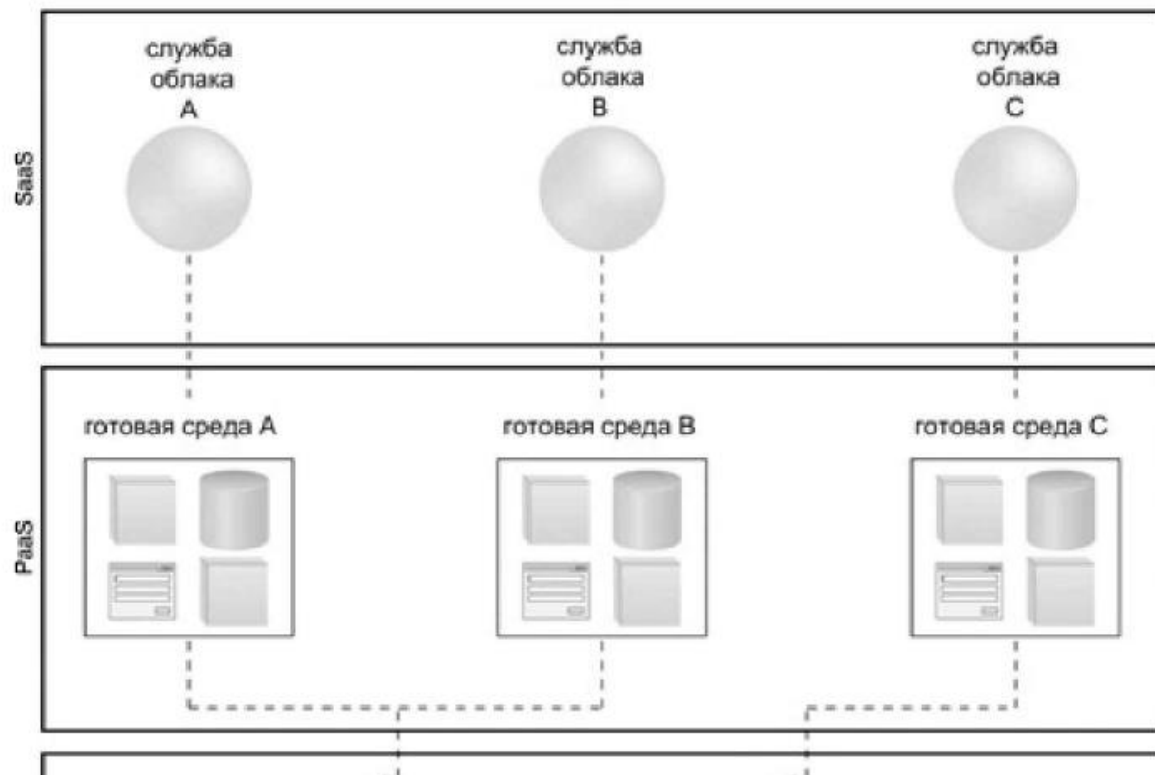 SaaS
служба
облака
A
служба
облака
B
служба
облака
C
PaaS
готовая среда A
готовая среда B
готовая среда C